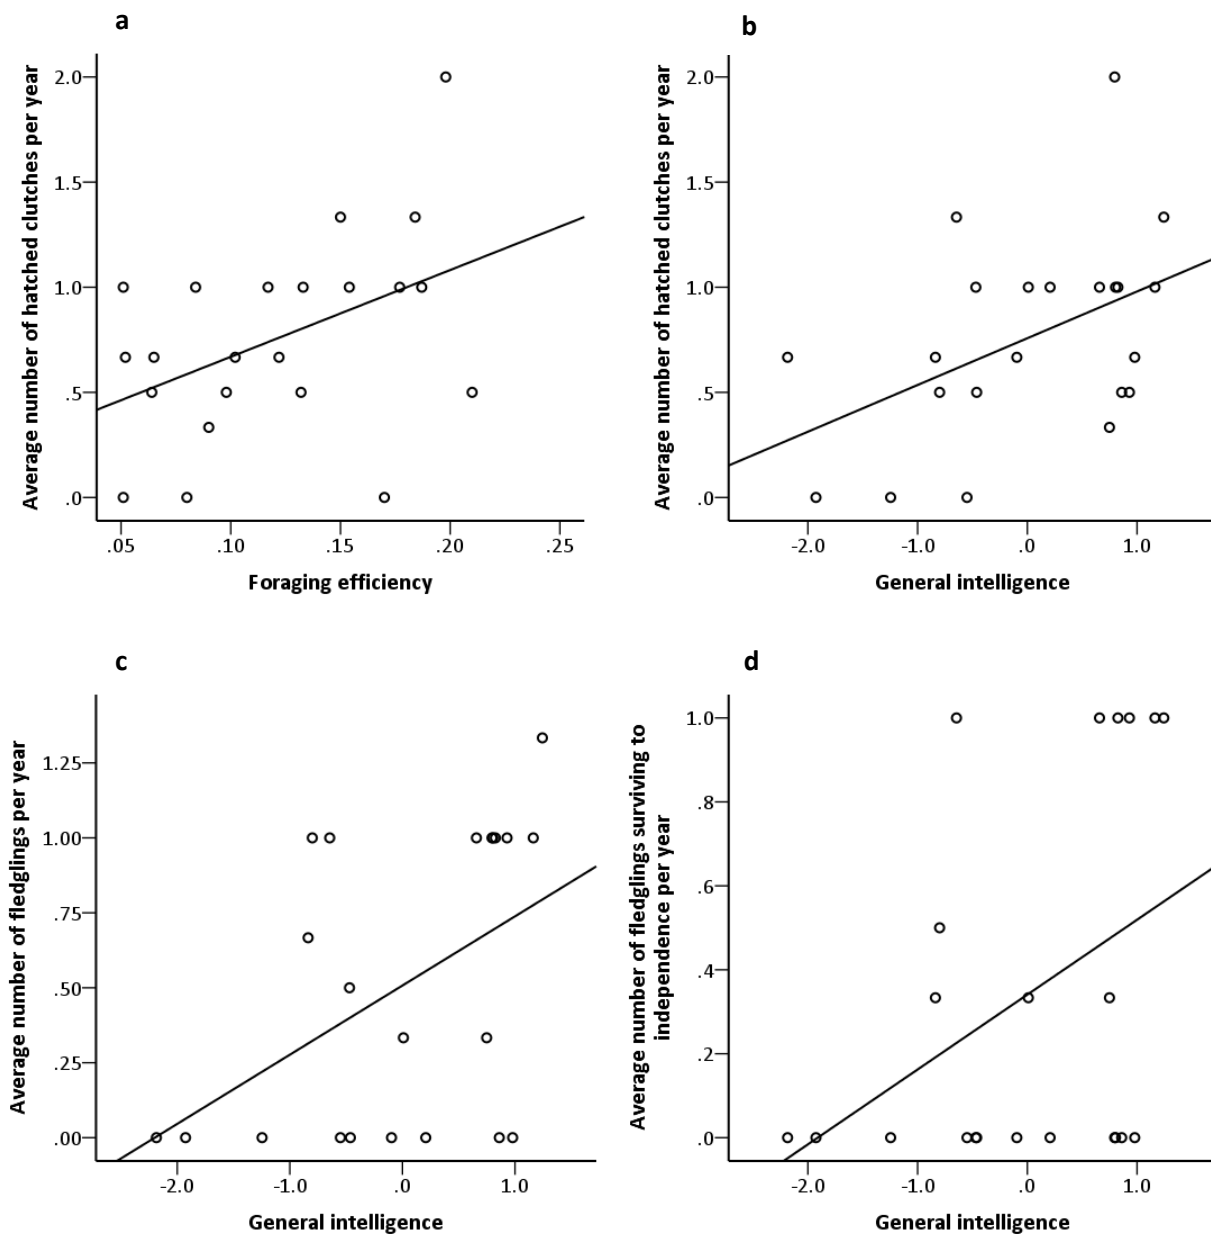 a
Average number of hatched clutches per year
2.0
1.5
1.0
.5
.0
.05 .10 .15 .20 .25
Foraging efficiency
b
Average number of hatched clutches per year
2.0
1.5
1.0
.5
.0
-2.0 -1.0 .0 1.0
General intelligence
c
Average number of fledglings per year
1.25
1.00
.75
.50
.25
.00
-2.0 -1.0 .0 1.0
General intelligence
d
Average number of fledglings surviving to
independence per year
1.0
.8
.6
.4
.2
.0
-2.0 -1.0 .0 1.0
General intelligence